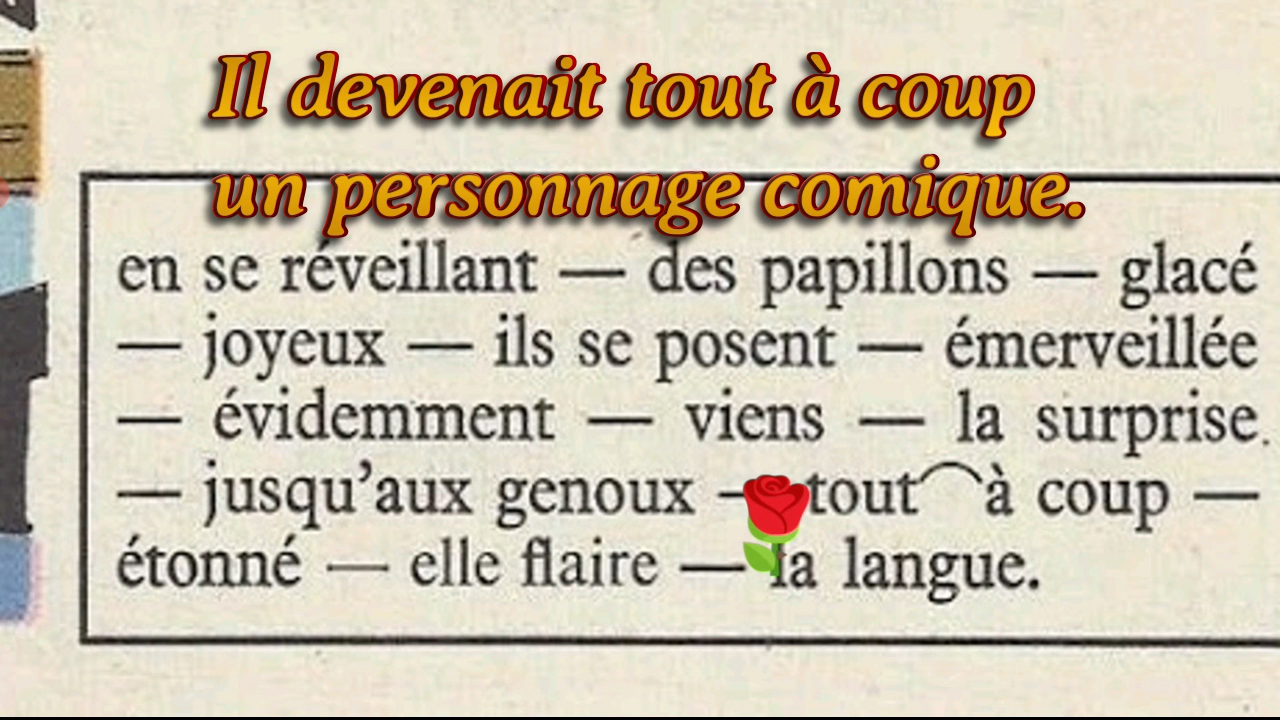 Il devenait tout à coup
un personnage comique.
en se réveillant — des papillons — glacé
— joyeux — ils se posent — émerveillée
— évidemment — viens — la surprise
— jusqu’aux genoux — tout‿à coup —
étonné — elle flaire — la langue.